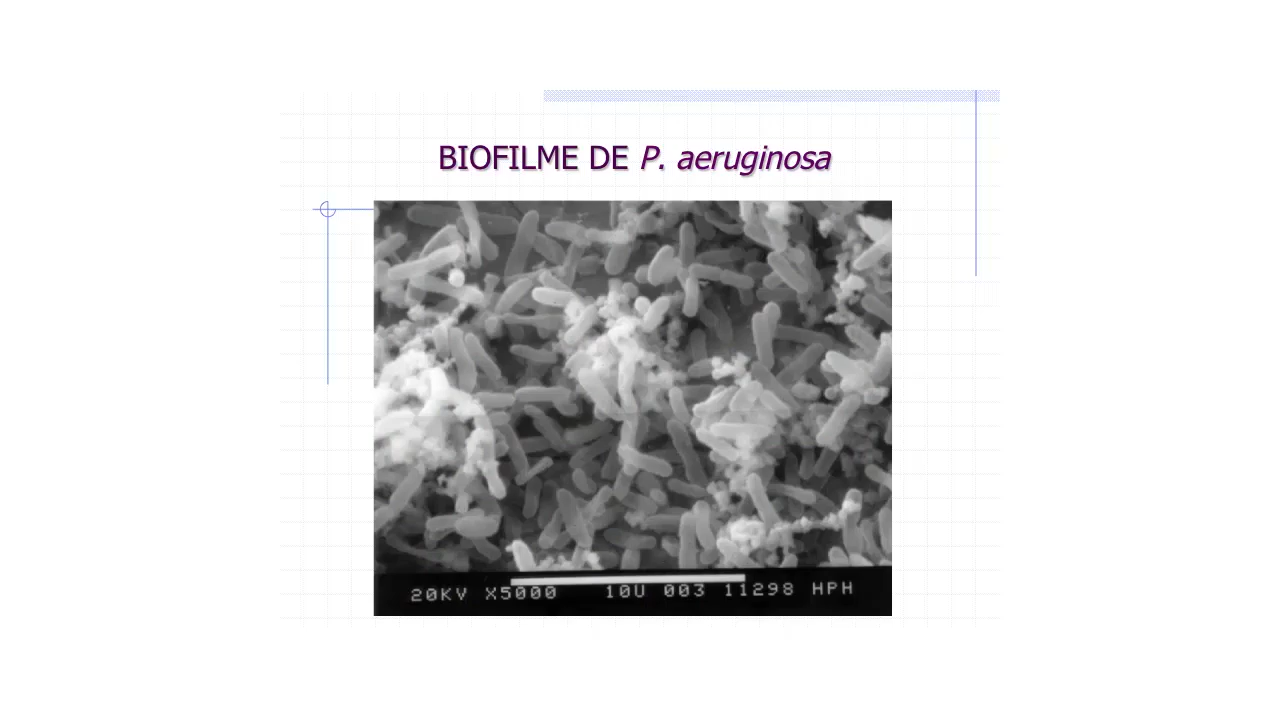 BIOFILME DE P. aeruginosa
20KV X5000 10U 003 11298 HPH